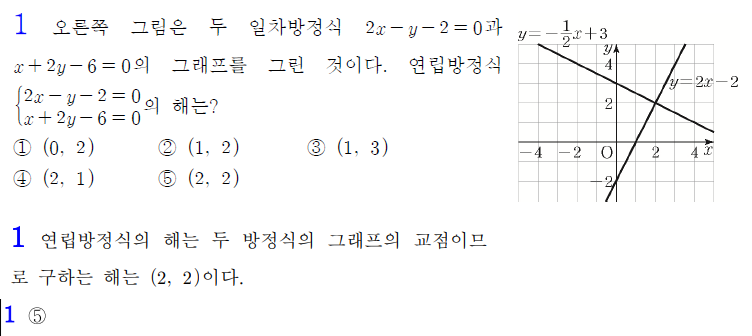 1 오른쪽 그림은 두 일차방정식 2x-y-2=0과
x+2y-6=0의 그래프를 그린 것이다. 연립방정식
{2x-y-2=0
x+2y-6=0의 해는?
① (0, 2) ② (1, 2) ③ (1, 3)
④ (2, 1) ⑤ (2, 2)
y=-1/2x+3
y
4
y=2x-2
2
-4 -2 O 2 4 x
-2
1 연립방정식의 해는 두 방정식의 그래프의 교점이므
로 구하는 해는 (2, 2)이다.
1 ⑤